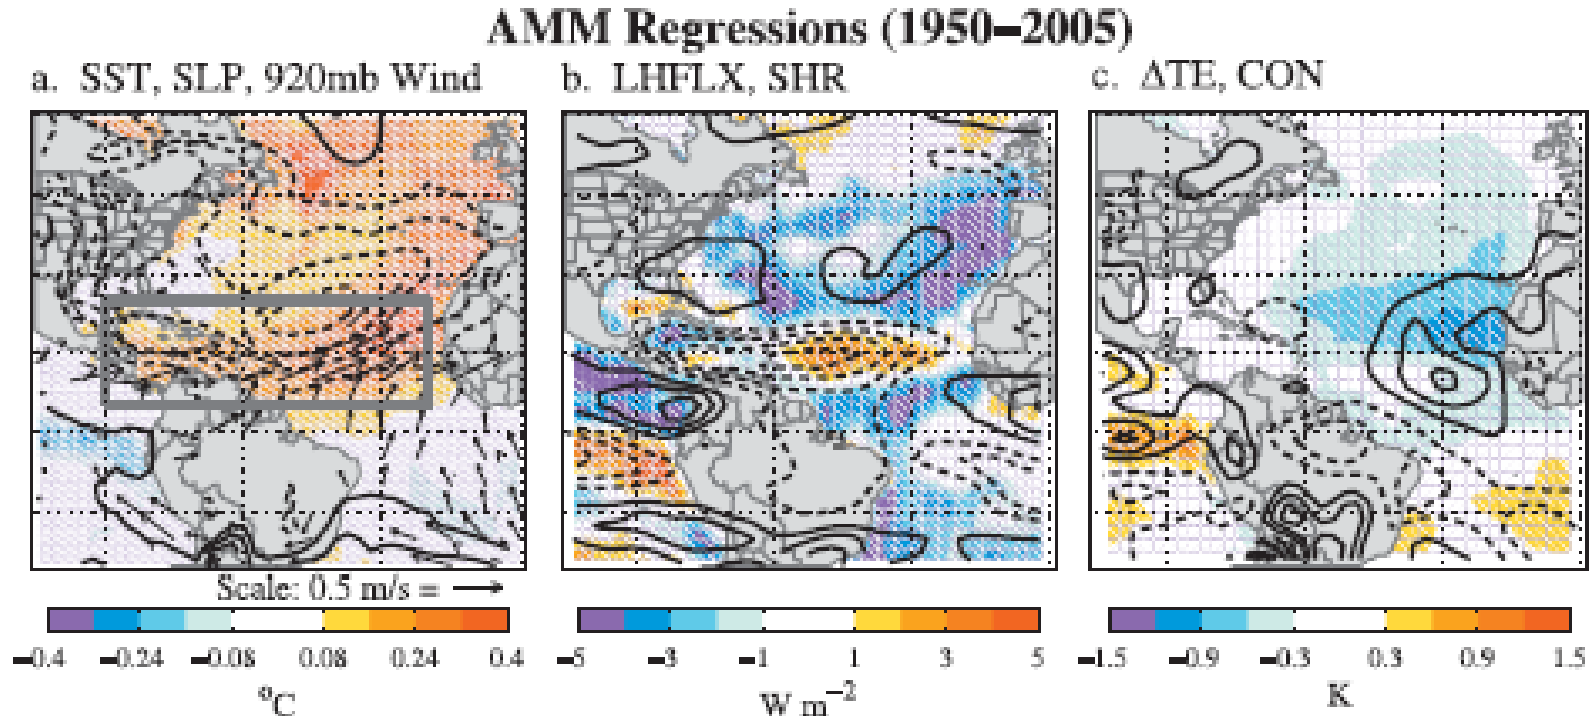 AMM Regressions (1950–2005)
a. SST, SLP, 920mb Wind
b. LHFLX, SHR
c. ΔTE, CON
Scale: 0.5 m/s =
−0.4 −0.24 −0.08 0.08 0.24 0.4
°C
−5 −3 −1 1 3 5
W m⁻²
−1.5 −0.9 −0.3 0.3 0.9 1.5
K